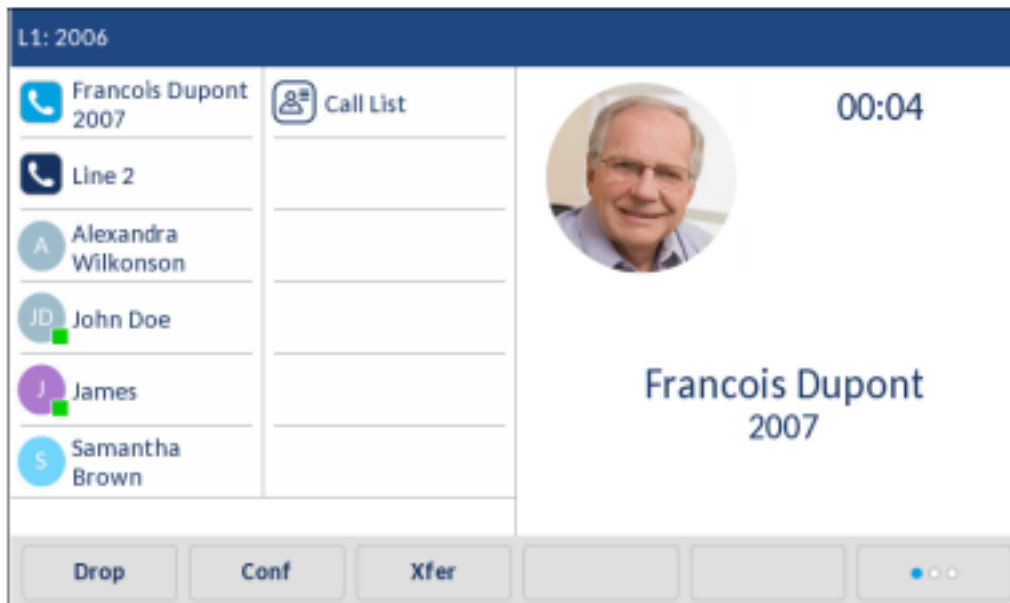 L1: 2006
Francois Dupont
2007
Call List
00:04
Line 2
A
Alexandra
Wilkonson
JD
John Doe
J
James
S
Samantha
Brown
Francois Dupont
2007
Drop
Conf
Xfer